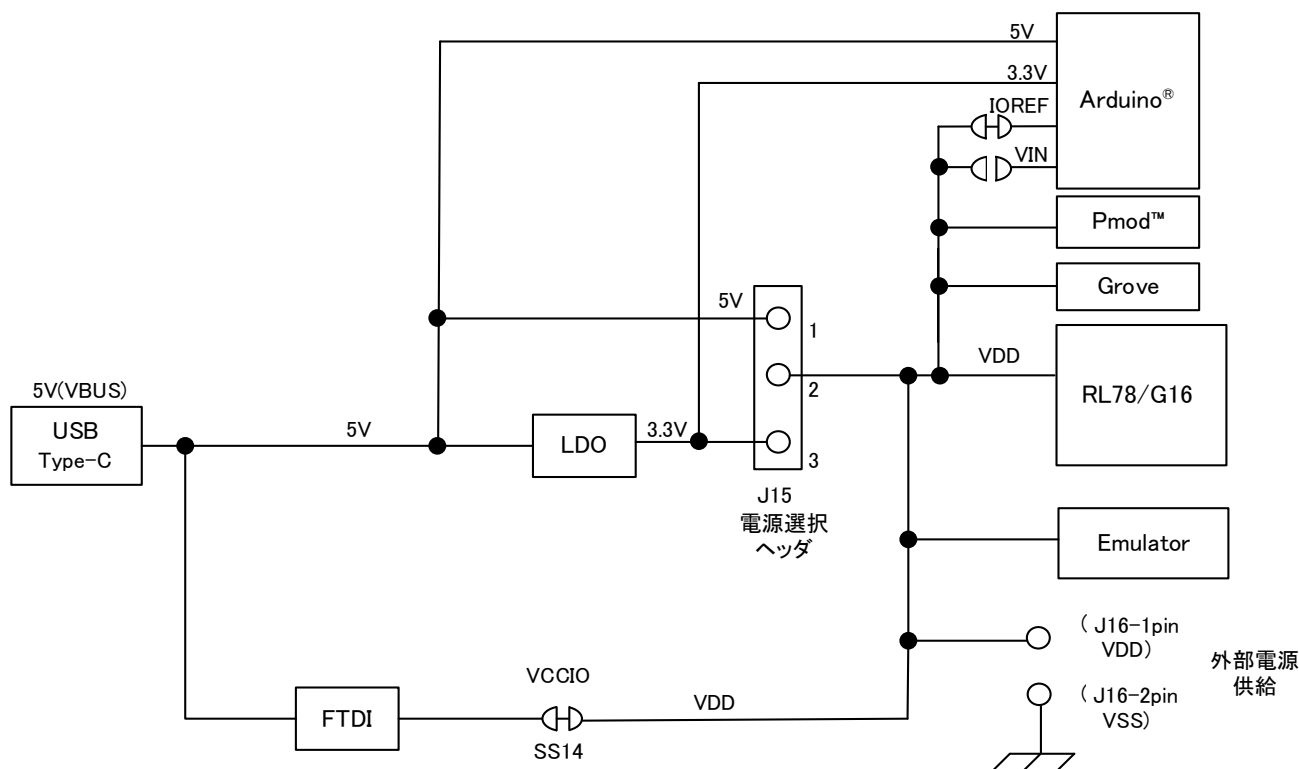 5V
3.3V
IOREF
VIN
Arduino®
Pmod™
Grove
5V
1
2
3
VDD
RL78/G16
5V(VBUS)
USB
Type-C
5V
LDO
3.3V
J15
電源選択
ヘッダ
Emulator
(J16-1pin
VDD)
外部電源
供給
(J16-2pin
VSS)
FTDI
VCCIO
SS14
VDD